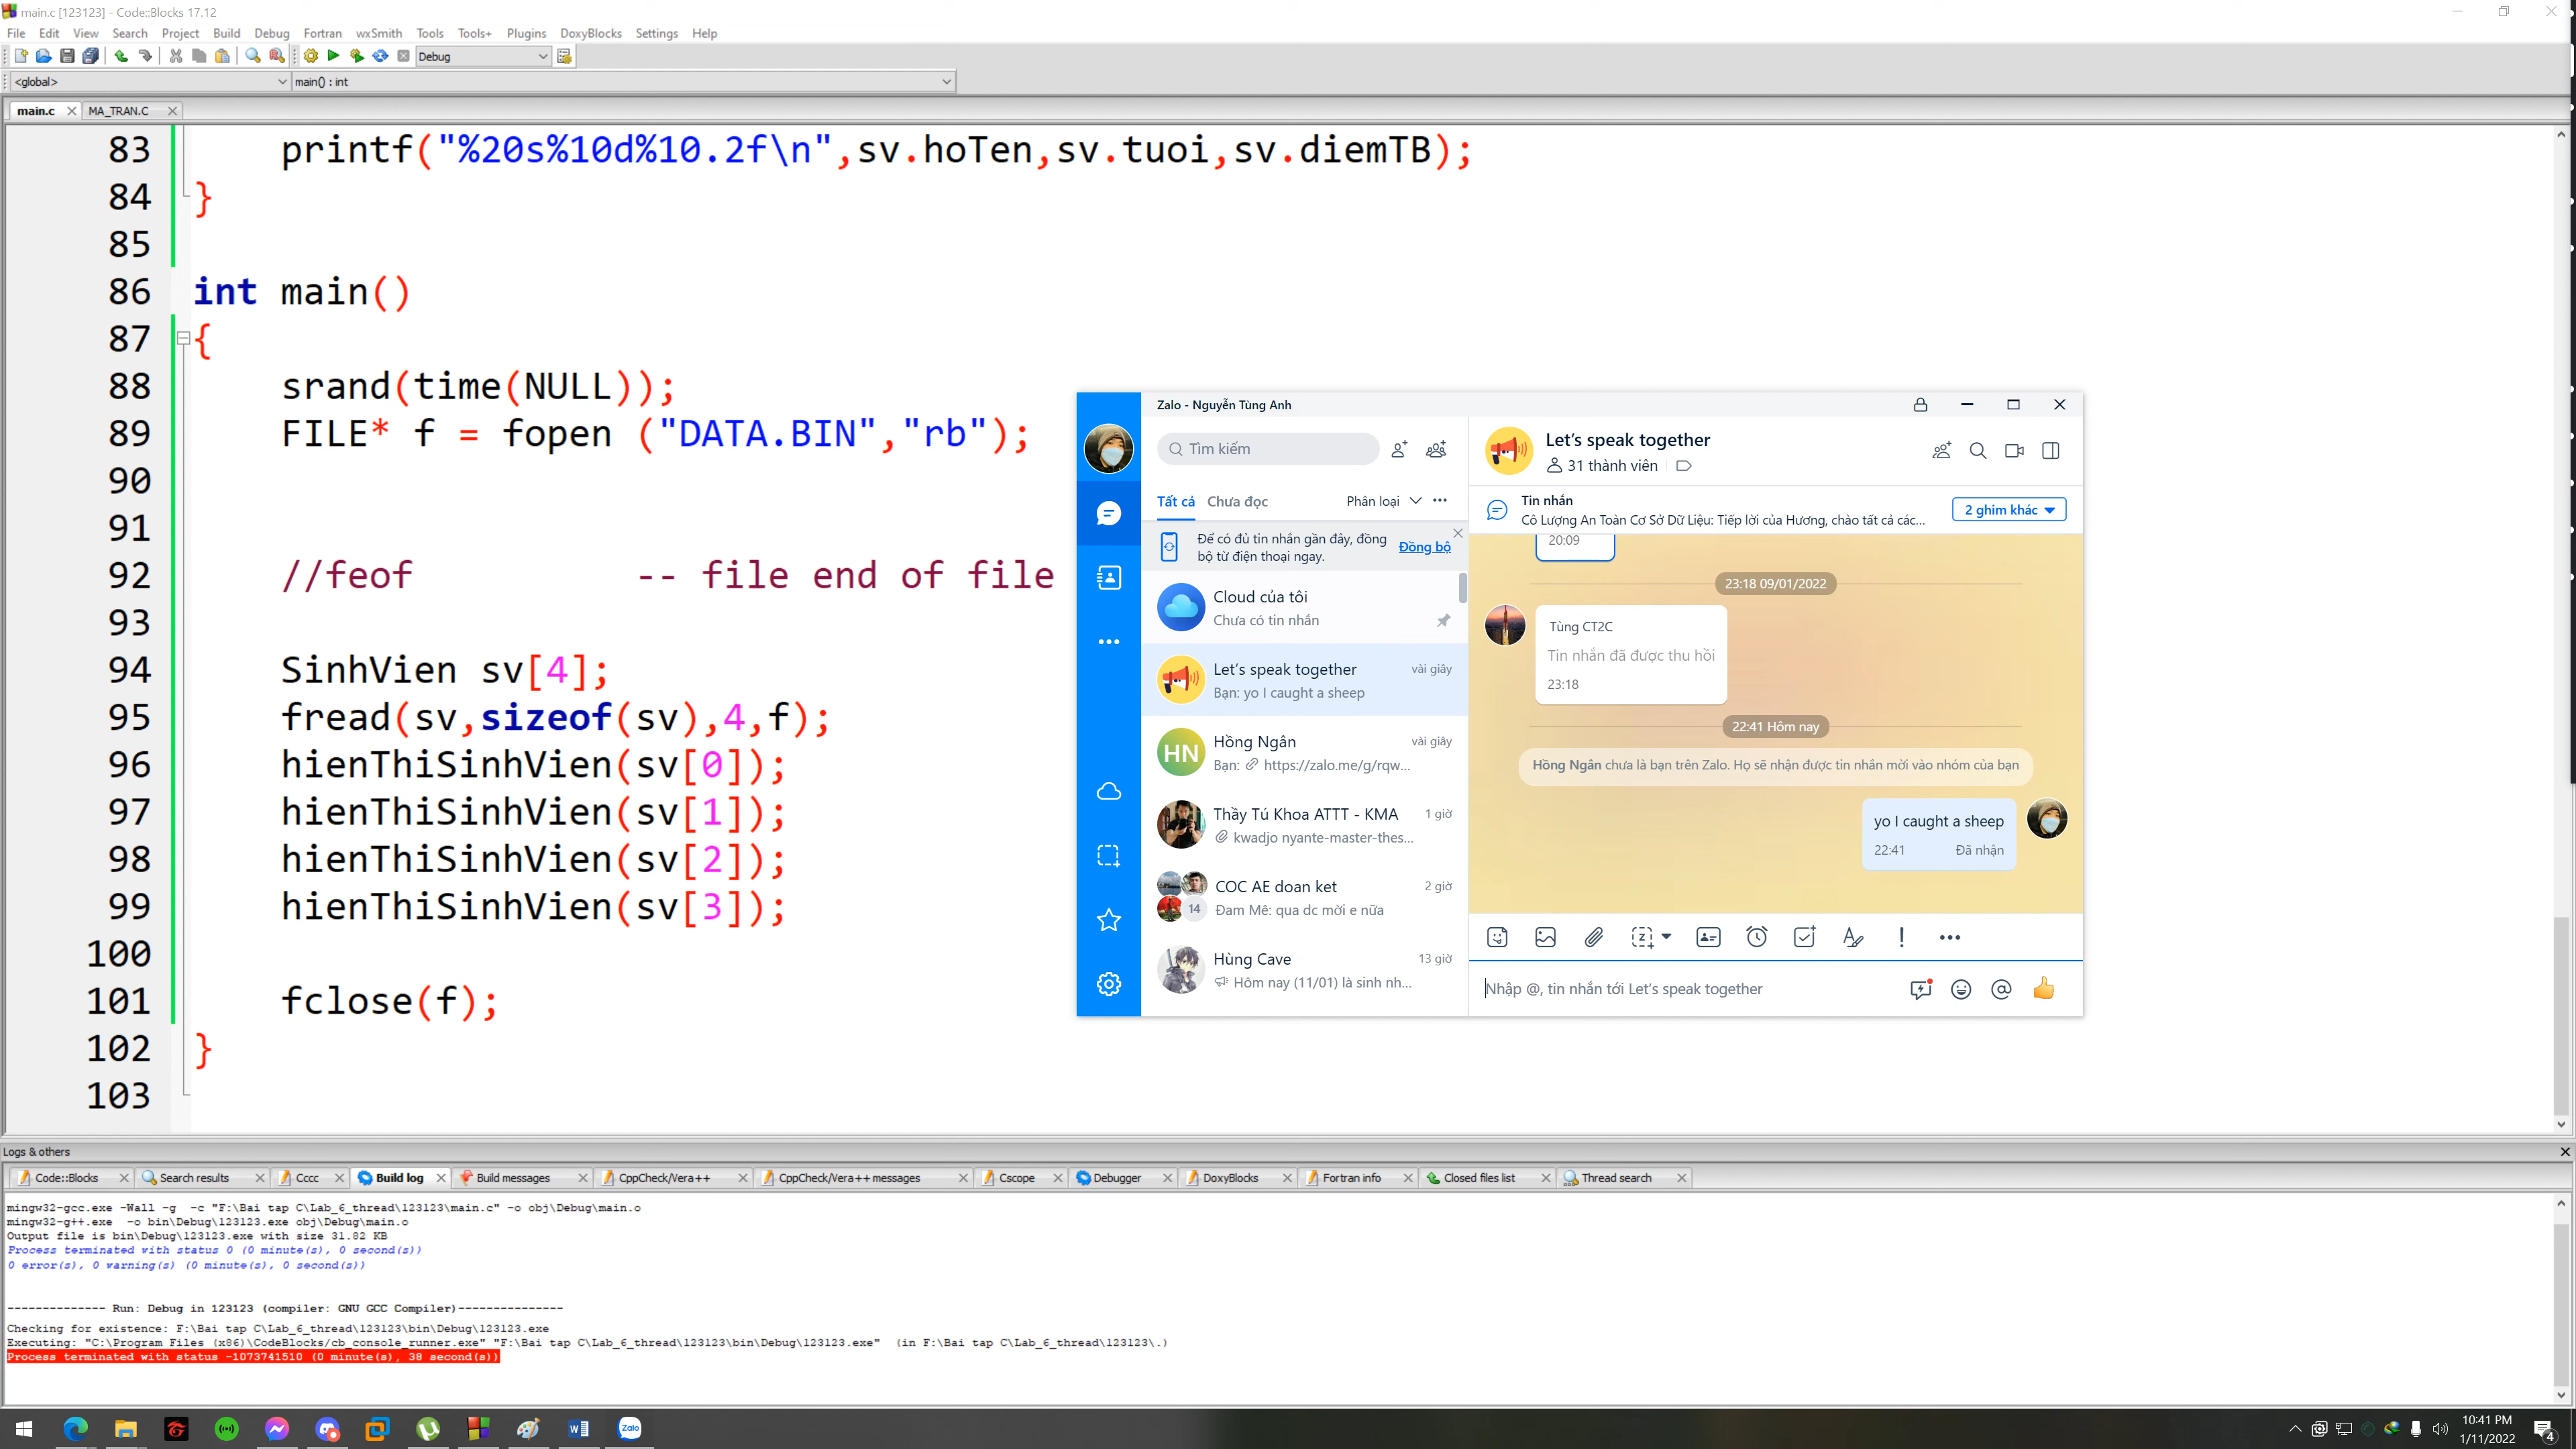 main.c [123123] - Code::Blocks 17.12
File Edit View Search Project Build Debug Fortran wxSmith Tools Tools+ Plugins DoxyBlocks Settings Help
Debug
<global> main() : int
main.c MA_TRAN.C
83 printf("%20s%10d%10.2f\n",sv.hoTen,sv.tuoi,sv.diemTB);
84 }
85
86 int main()
87 {
88 srand(time(NULL));
89 FILE* f = fopen ("DATA.BIN","rb");
90
91
92 //feof -- file end of file
93
94 SinhVien sv[4];
95 fread(sv,sizeof(sv),4,f);
96 hienThiSinhVien(sv[0]);
97 hienThiSinhVien(sv[1]);
98 hienThiSinhVien(sv[2]);
99 hienThiSinhVien(sv[3]);
100
101 fclose(f);
102 }
103
Zalo - Nguyễn Tùng Anh
Tìm kiếm
Tất cả Chưa đọc Phân loại
Để có đủ tin nhắn gần đây, đồng
bộ từ điện thoại ngay.
Đồng bộ
Cloud của tôi
Chưa có tin nhắn
Let's speak together vài giây
Bạn: yo I caught a sheep
HN
Hồng Ngân vài giây
Bạn: https://zalo.me/g/rqw...
Thầy Tú Khoa ATTT - KMA 1 giờ
kwadjo nyante-master-thes...
COC AE doan ket 2 giờ
14 Đam Mê: qua dc mời e nữa
Hùng Cave 13 giờ
Hôm nay (11/01) là sinh nh...
Let's speak together
31 thành viên
Tin nhắn
Cô Lượng An Toàn Cơ Sở Dữ Liệu: Tiếp lời của Hương, chào tất cả các...
2 ghim khác
20:09
23:18 09/01/2022
Tùng CT2C
Tin nhắn đã được thu hồi
23:18
22:41 Hôm nay
Hồng Ngân chưa là bạn trên Zalo. Họ sẽ nhận được tin nhắn mời vào nhóm của bạn
yo I caught a sheep
22:41 Đã nhận
Nhập @, tin nhắn tới Let's speak together
Logs & others
Code::Blocks Search results Cccc Build log Build messages CppCheck/Vera++ CppCheck/Vera++ messages Cscope Debugger DoxyBlocks Fortran info Closed files list Thread search
mingw32-gcc.exe -Wall -g -c "F:\Bai tap C\Lab_6_thread\123123\main.c" -o obj\Debug\main.o
mingw32-g++.exe -o bin\Debug\123123.exe obj\Debug\main.o
Output file is bin\Debug\123123.exe with size 31.82 KB
Process terminated with status 0 (0 minute(s), 0 second(s))
0 error(s), 0 warning(s) (0 minute(s), 0 second(s))
-------------- Run: Debug in 123123 (compiler: GNU GCC Compiler)---------------
Checking for existence: F:\Bai tap C\Lab_6_thread\123123\bin\Debug\123123.exe
Executing: "C:\Program Files (x86)\CodeBlocks/cb_console_runner.exe" "F:\Bai tap C\Lab_6_thread\123123\bin\Debug\123123.exe" (in F:\Bai tap C\Lab_6_thread\123123\.)
Process terminated with status -1073741510 (0 minute(s), 38 second(s))
Zalo
10:41 PM
1/11/2022
4